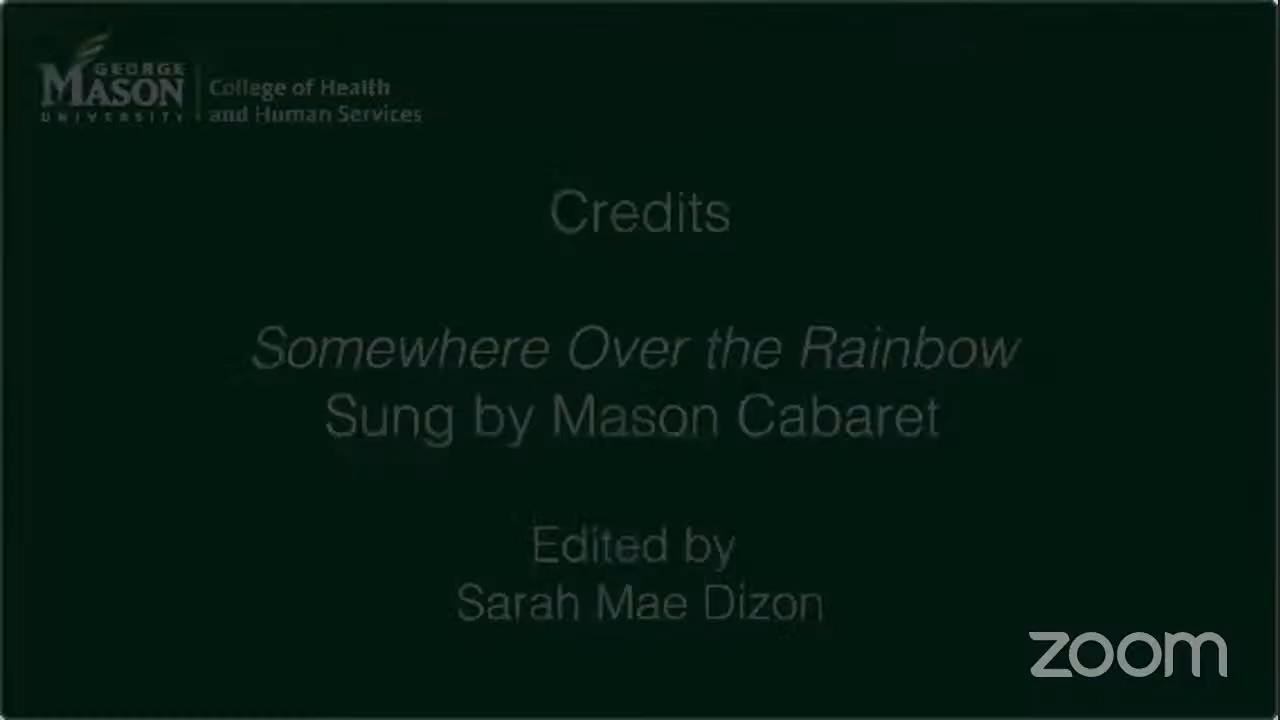 GEORGE
MASON
UNIVERSITY
College of Health
and Human Services
Credits
Somewhere Over the Rainbow
Sung by Mason Cabaret
Edited by
Sarah Mae Dizon
zoom